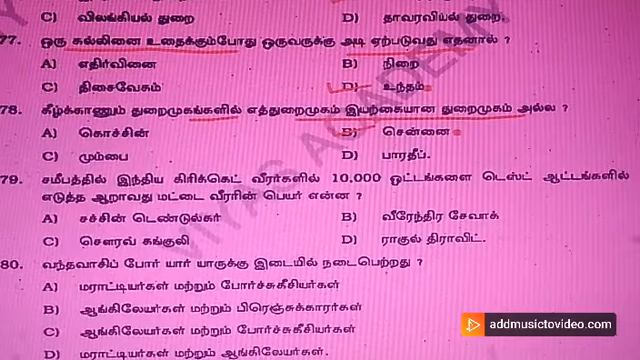 C) விலங்கியல் துறை D) தாவரவியல் துறை
77. ஒரு கல்லினை உதைக்கும்போது ஒருவருக்கு அடி ஏற்படுவது எதனால் ?
A) எதிர்வினை B) நிறை
C) திசைவேகம் D) உந்தம்
78. கீழ்க்காணும் துறைமுகங்களில் எத்துறைமுகம் இயற்கையான துறைமுகம் அல்ல ?
A) கொச்சின் B) சென்னை
C) மும்பை D) பாரதீப்.
79. சமீபத்தில் இந்திய கிரிக்கெட் வீரர்களில் 10,000 ஓட்டங்களை டெஸ்ட் ஆட்டங்களில்
எடுத்த ஆறாவது மட்டை வீரரின் பெயர் என்ன ?
A) சச்சின் டெண்டுல்கர் B) வீரேந்திர சேவாக்
C) சௌரவ் கங்குலி D) ராகுல் திராவிட்.
80. வந்தவாசிப் போர் யார் யாருக்கு இடையில் நடைபெற்றது ?
A) மராட்டியர்கள் மற்றும் போர்ச்சுகீசியர்கள்
B) ஆங்கிலேயர்கள் மற்றும் பிரெஞ்சுக்காரர்கள்
C) ஆங்கிலேயர்கள் மற்றும் போர்ச்சுகீசியர்கள்
D) மராட்டியர்கள் மற்றும் ஆங்கிலேயர்கள்.
VIYAS ACADEMY
addmusictovideo.com